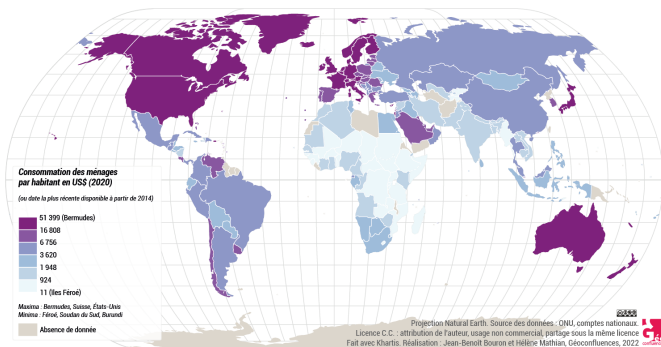 Consommation des ménages
par habitant en US$ (2020)
(ou date la plus récente disponible à partir de 2014)
51 399 (Bermudes)
16 808
6 756
3 620
1 948
924
11 (Iles Féroé)
Maxima : Bermudes, Suisse, États-Unis
Minima : Féroé, Soudan du Sud, Burundi
Absence de donnée
Projection Natural Earth. Source des données : ONU, comptes nationaux.
Licence C.C. : attribution de l'auteur, usage non commercial, partage sous la même licence
Fait avec Khartis. Réalisation : Jean-Benoît Bouron et Hélène Mathian, Géoconfluences, 2022